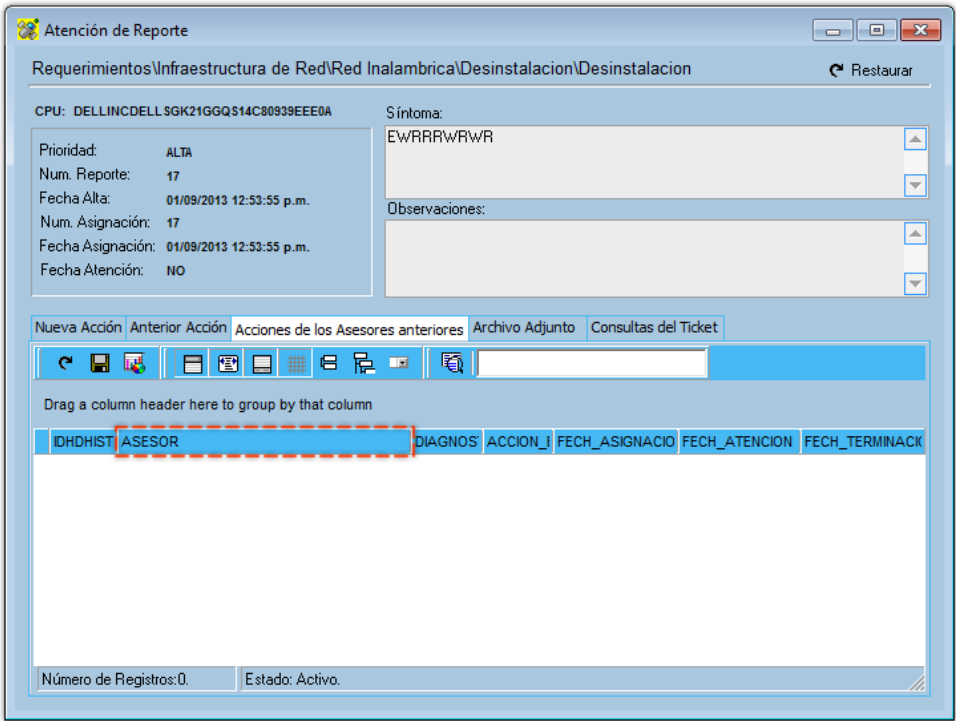 Atención de Reporte
Requerimientos\Infraestructura de Red\Red Inalambrica\Desinstalacion\Desinstalacion
Restaurar
CPU: DELLINCDELLSGK21GGQS14C80939EEE0A
Prioridad: ALTA
Num. Reporte: 17
Fecha Alta: 01/09/2013 12:53:55 p.m.
Num. Asignación: 17
Fecha Asignación: 01/09/2013 12:53:55 p.m.
Fecha Atención: NO
Síntoma:
EWRRRWRWR
Observaciones:
Nueva Acción Anterior Acción Acciones de los Asesores anteriores Archivo Adjunto Consultas del Ticket
Drag a column header here to group by that column
IDHDHIST ASESOR DIAGNOS ACCION_ FECH_ASIGNACIO FECH_ATENCION FECH_TERMINACI
Número de Registros:0. Estado: Activo.